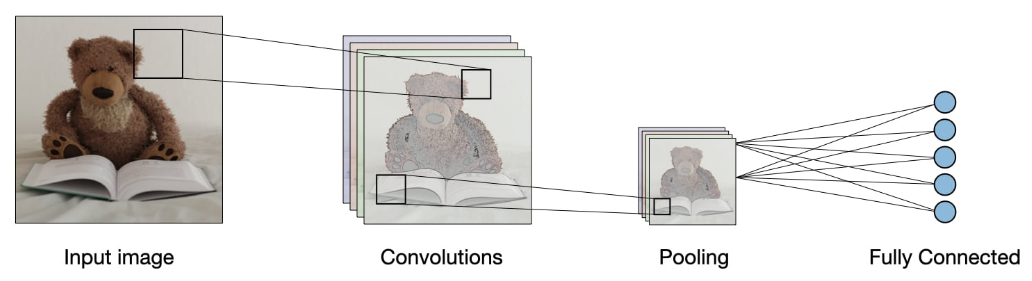 Input image
Convolutions
Pooling
Fully Connected